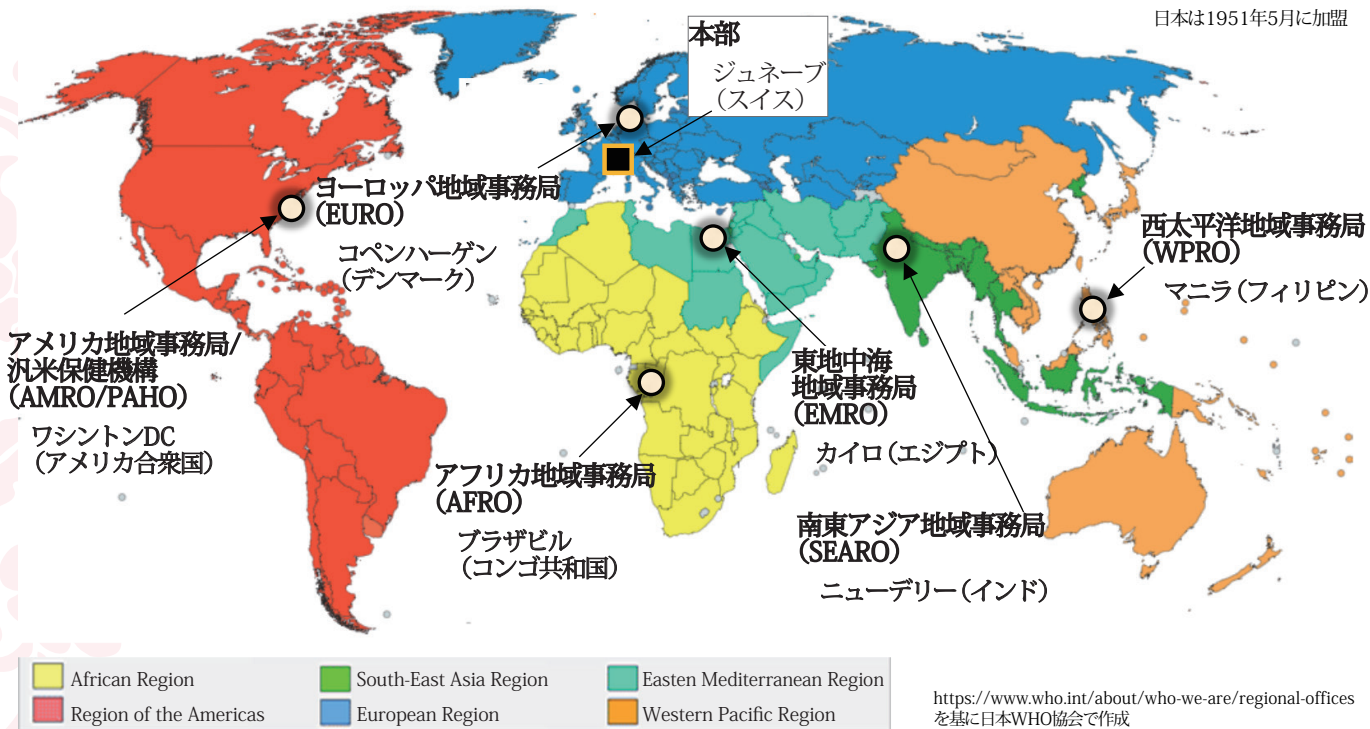 日本は1951年5月に加盟
本部
ジュネーブ
（スイス）
ヨーロッパ地域事務局
(EURO)
コペンハーゲン
（デンマーク）
西太平洋地域事務局
(WPRO)
マニラ（フィリピン）
アメリカ地域事務局/
汎米保健機構
(AMRO/PAHO)
ワシントンDC
（アメリカ合衆国）
東地中海
地域事務局
(EMRO)
カイロ（エジプト）
アフリカ地域事務局
(AFRO)
ブラザビル
（コンゴ共和国）
南東アジア地域事務局
(SEARO)
ニューデリー（インド）
African Region
South-East Asia Region
Easten Mediterranean Region
Region of the Americas
European Region
Western Pacific Region
https://www.who.int/about/who-we-are/regional-offices
を基に日本WHO協会で作成